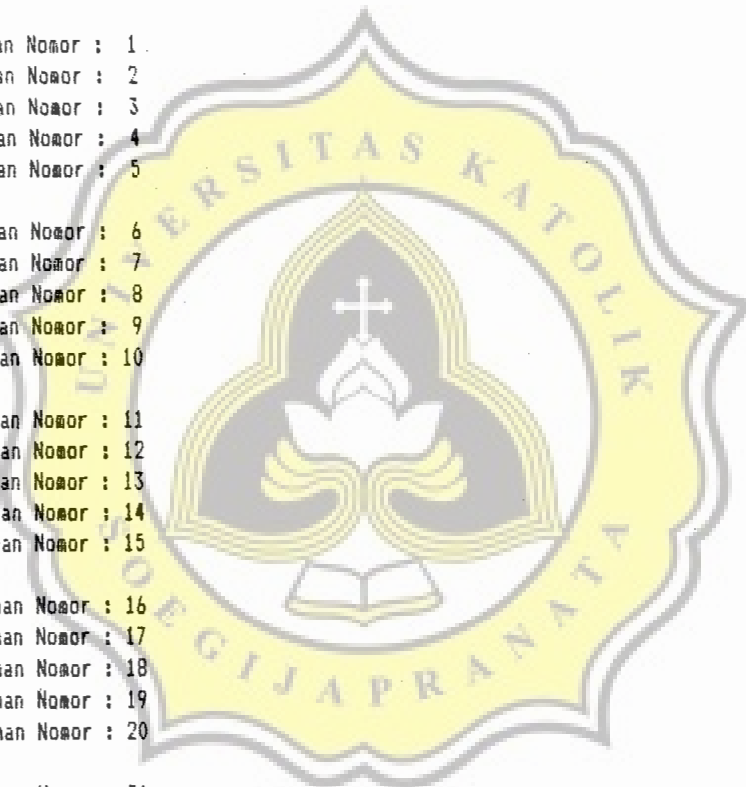 an Nomor : 1
an Nomor : 2
an Nomor : 3
an Nomor : 4
an Nomor : 5
an Nomor : 6
an Nomor : 7
an Nomor : 8
an Nomor : 9
an Nomor : 10
an Nomor : 11
an Nomor : 12
an Nomor : 13
an Nomor : 14
an Nomor : 15
an Nomor : 16
an Nomor : 17
an Nomor : 18
an Nomor : 19
an Nomor : 20
UNIVERSITAS KATOLIK
SOEGIJAPRANATA